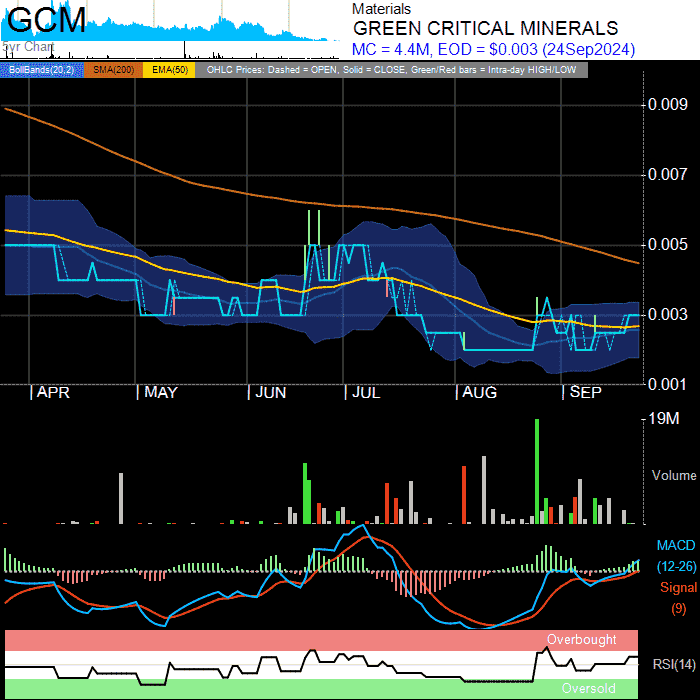 GCM
5yr Chart
Materials
GREEN CRITICAL MINERALS
MC = 4.4M, EOD = $0.003 (24Sep2024)
BollBands(20,2) SMA(200) EMA(50) OHLC Prices: Dashed = OPEN, Solid = CLOSE, Green/Red bars = Intra-day HIGH/LOW
0.009
0.007
0.005
0.003
0.001
APR MAY JUN JUL AUG SEP
19M
Volume
MACD
(12-26)
Signal
(9)
Overbought
RSI(14)
Oversold